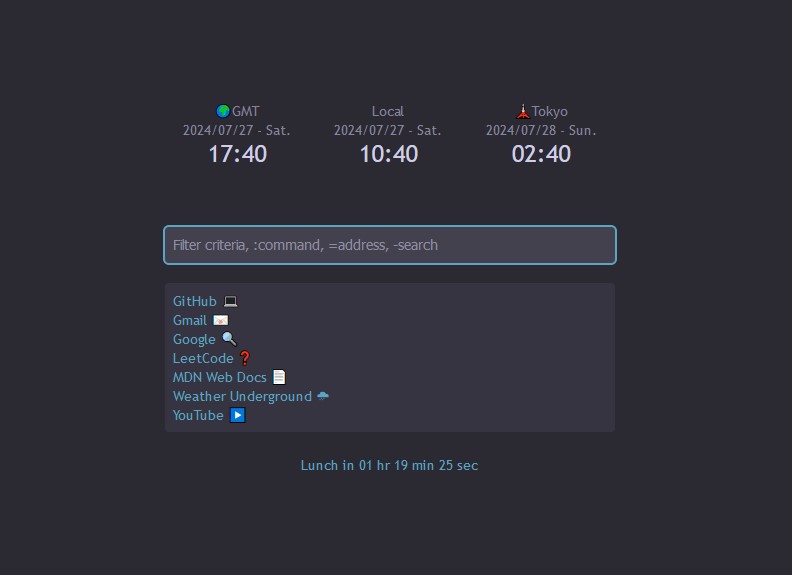 🌍GMT
2024/07/27 - Sat.
17:40
Local
2024/07/27 - Sat.
10:40
🗼Tokyo
2024/07/28 - Sun.
02:40
Filter criteria, :command, =address, -search
GitHub 💻
Gmail 💌
Google 🔍
LeetCode ❓
MDN Web Docs 📄
Weather Underground 🌧
YouTube ▶️
Lunch in 01 hr 19 min 25 sec